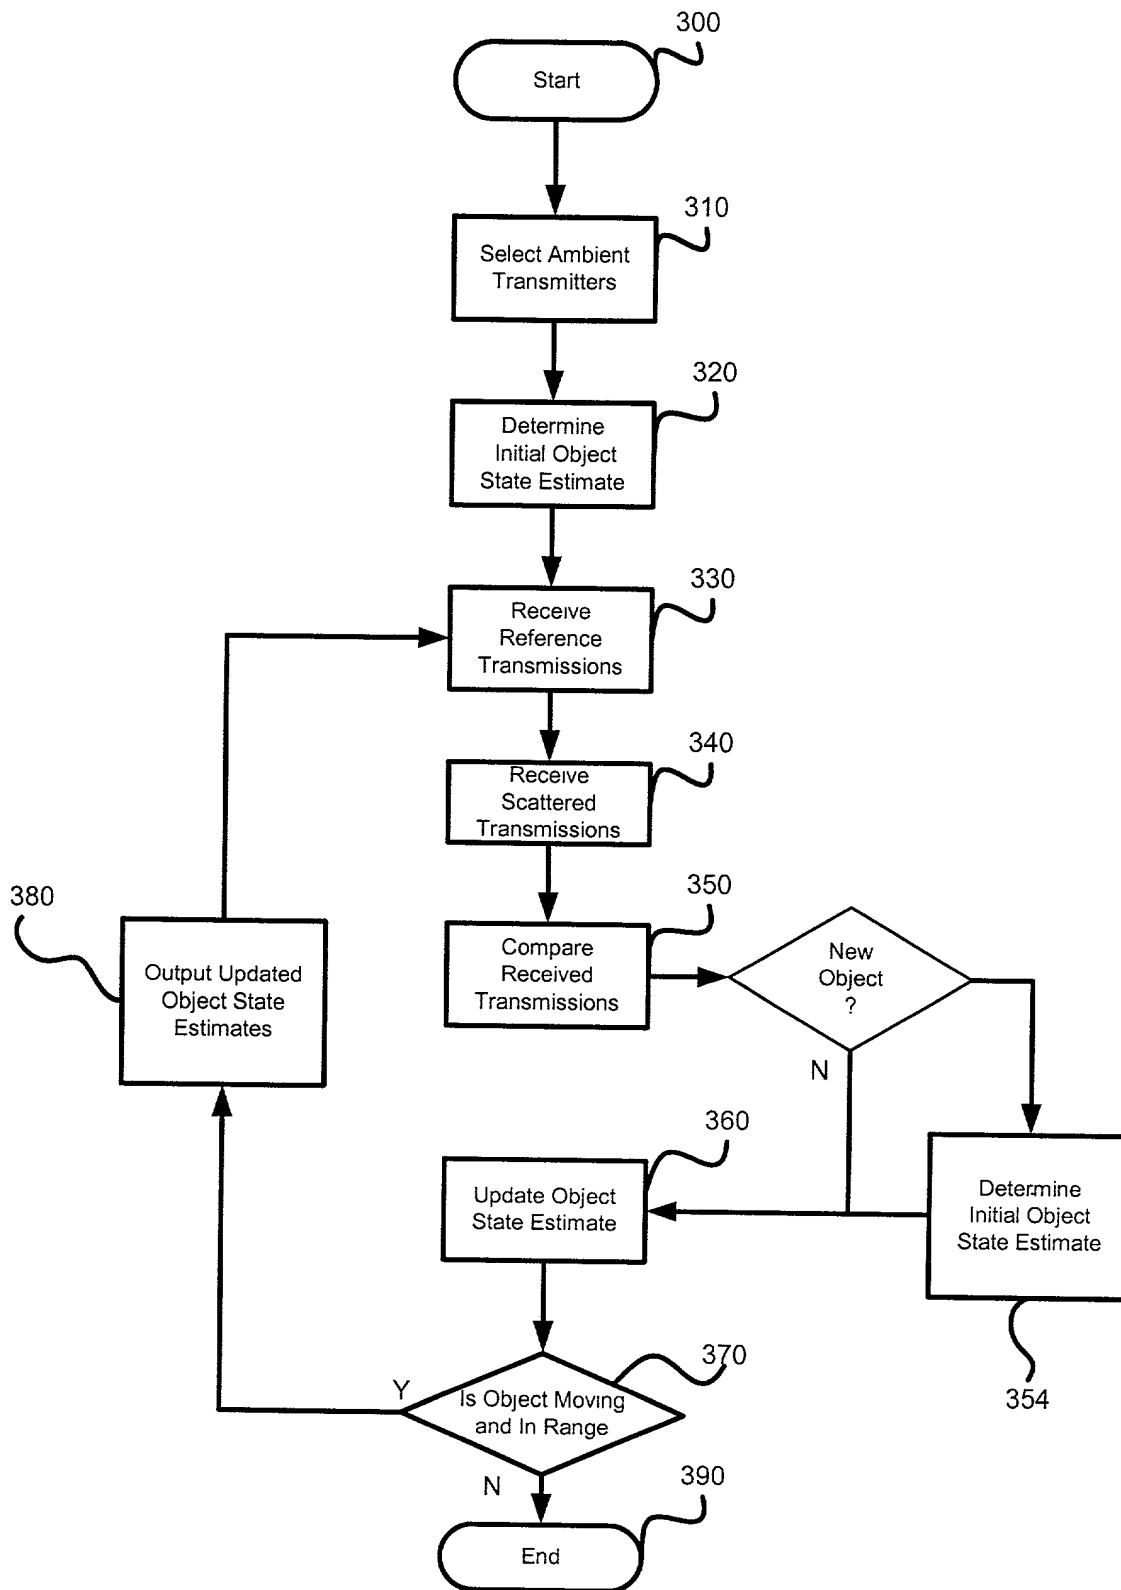 300
Start
310
Select Ambient
Transmitters
320
Determine
Initial Object
State Estimate
330
Receive
Reference
Transmissions
340
Receive
Scattered
Transmissions
350
Compare
Received
Transmissions
New
Object
?
N
380
Output Updated
Object State
Estimates
360
Update Object
State Estimate
Determine
Initial Object
State Estimate
354
370
Is Object Moving
and In Range
Y
N
390
End